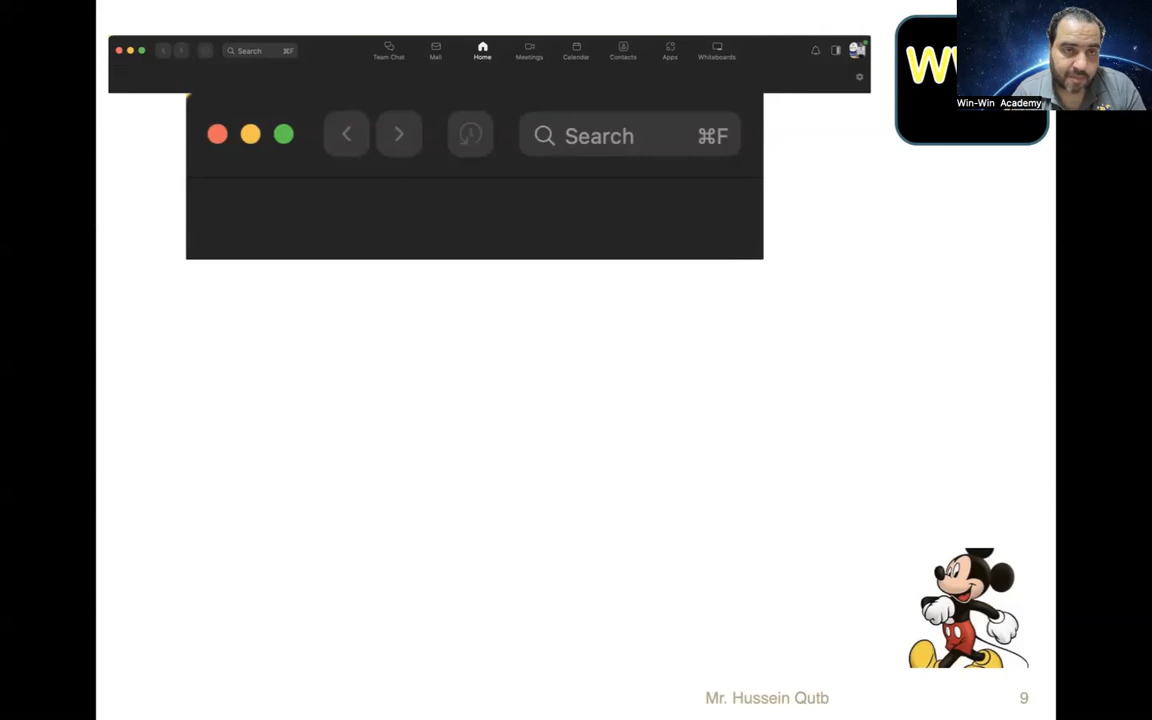 Search ⌘F
Team Chat
Mail
Home
Meetings
Calendar
Contacts
Apps
Whiteboards
Win-Win Academy
Search ⌘F
Mr. Hussein Qutb
9